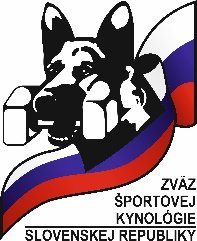 ZVÄZ
ŠPORTOVEJ
KYNOLÓGIE
SLOVENSKEJ REPUBLIKY